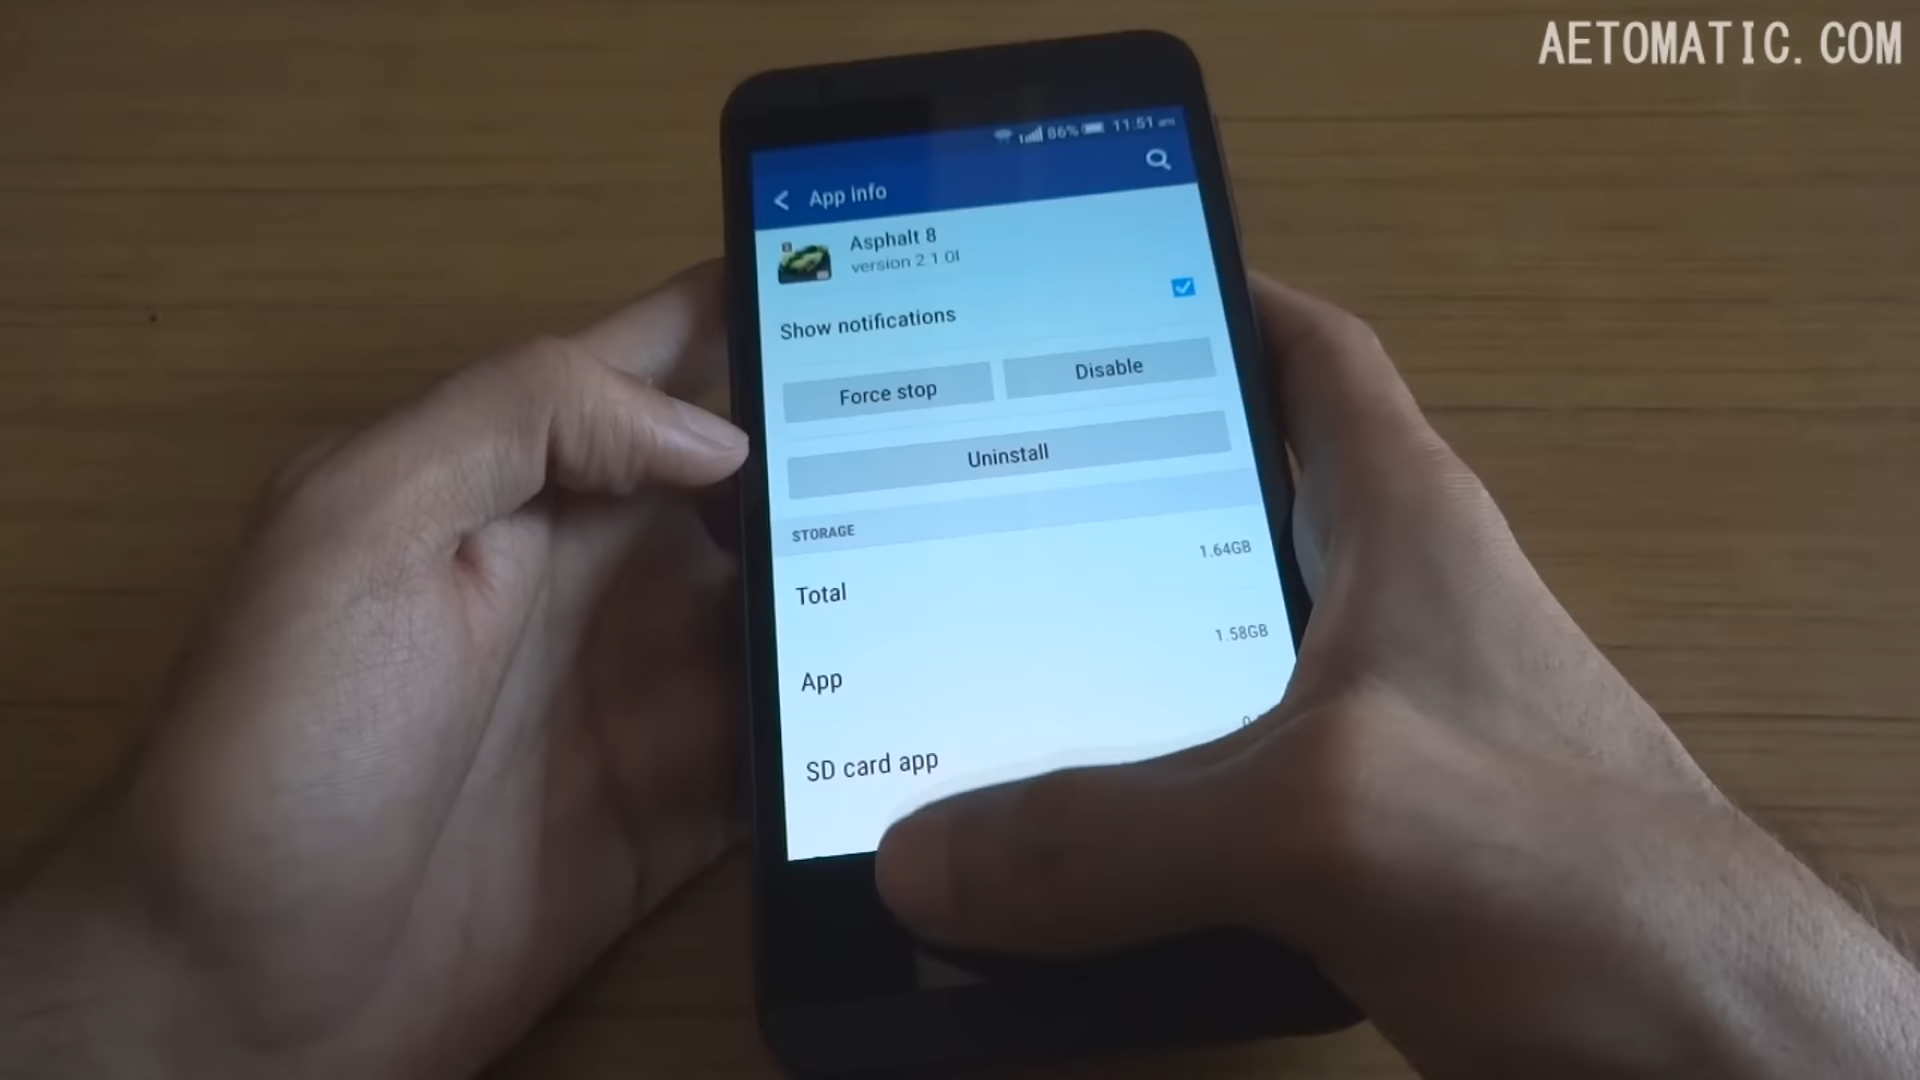 AETOMATIC.COM
86% 11:51
App info
Asphalt 8
version 2.1.0l
Show notifications
Force stop
Disable
Uninstall
STORAGE
1.64GB
Total
1.58GB
App
SD card app